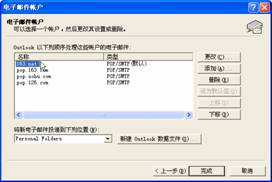 电子邮件帐户
电子邮件帐户
可以选择一个帐户，然后更改其设置或删除。
Outlook 以下列顺序处理这些帐户的电子邮件:
名称 类型
163.net POP/SMTP (默认)
pop.163.com POP/SMTP
pop.sohu.com POP/SMTP
pop.126.com POP/SMTP
更改(C)...
添加(A)...
删除(R)
设为默认值(D)
上移(U)
下移(N)
将新电子邮件投递到下列位置(M):
Personal Folders
新建 Outlook 数据文件(O)...
< 上一步(B)
完成
取消